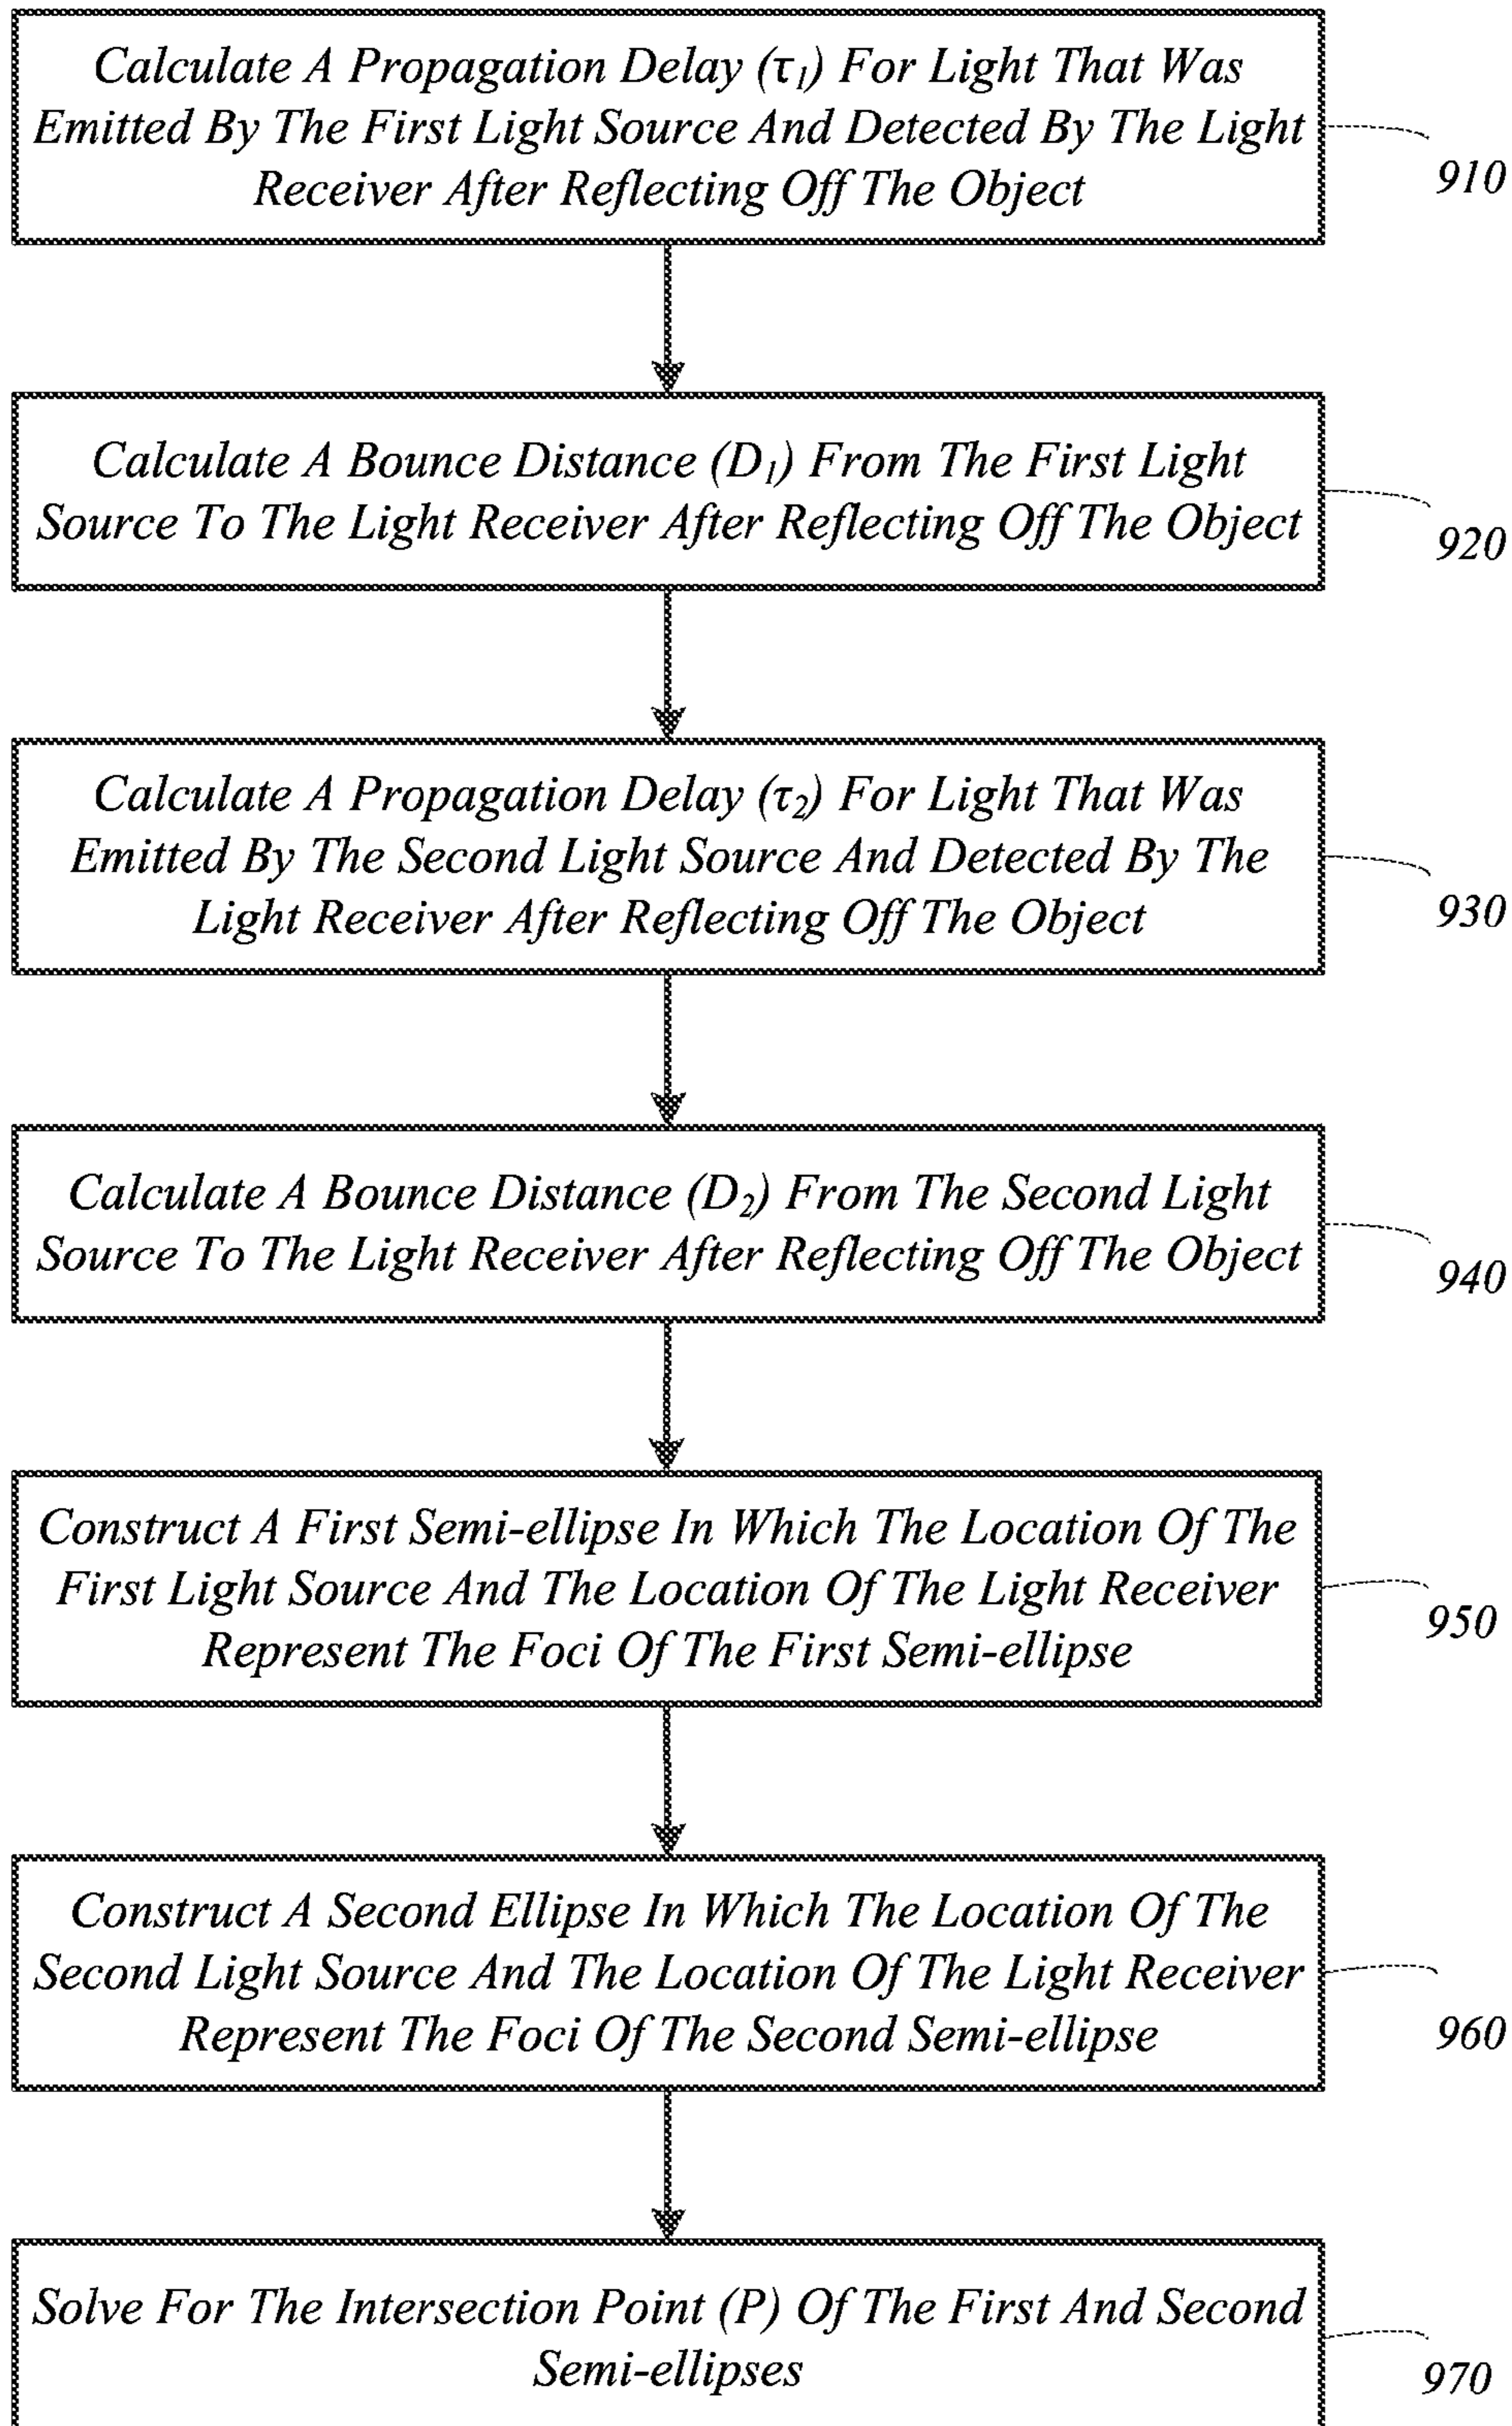 Calculate A Propagation Delay (τ₁) For Light That Was
Emitted By The First Light Source And Detected By The Light
Receiver After Reflecting Off The Object
910
Calculate A Bounce Distance (D₁) From The First Light
Source To The Light Receiver After Reflecting Off The Object
920
Calculate A Propagation Delay (τ₂) For Light That Was
Emitted By The Second Light Source And Detected By The
Light Receiver After Reflecting Off The Object
930
Calculate A Bounce Distance (D₂) From The Second Light
Source To The Light Receiver After Reflecting Off The Object
940
Construct A First Semi-ellipse In Which The Location Of The
First Light Source And The Location Of The Light Receiver
Represent The Foci Of The First Semi-ellipse
950
Construct A Second Ellipse In Which The Location Of The
Second Light Source And The Location Of The Light Receiver
Represent The Foci Of The Second Semi-ellipse
960
Solve For The Intersection Point (P) Of The First And Second
Semi-ellipses
970